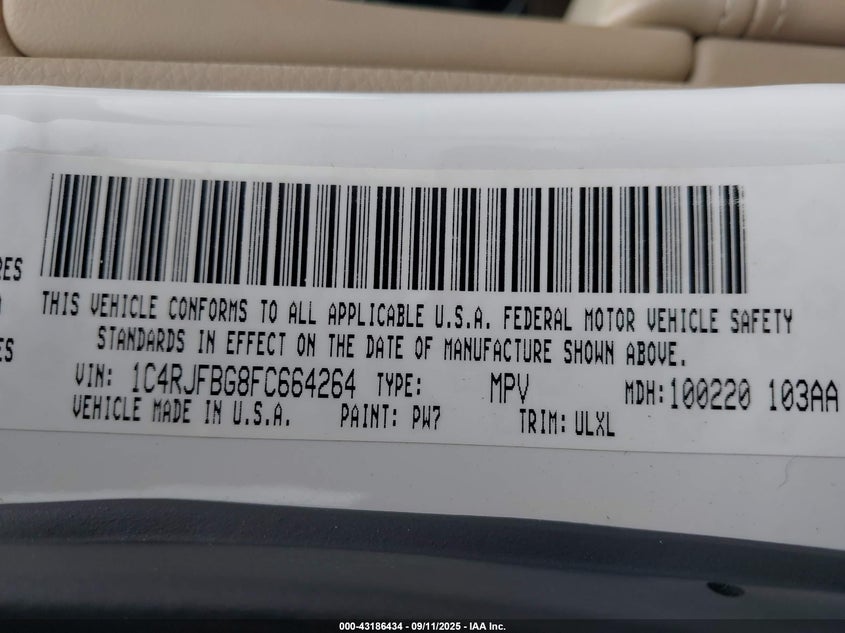 RES
THIS VEHICLE CONFORMS TO ALL APPLICABLE U.S.A. FEDERAL MOTOR VEHICLE SAFETY
STANDARDS IN EFFECT ON THE DATE OF MANUFACTURE SHOWN ABOVE.
ES
VIN: 1C4RJFBG8FC664264 TYPE: MPV MDH: 100220 103AA
VEHICLE MADE IN U.S.A. PAINT: PW7 TRIM: ULXL
000-43186434 - 09/11/2025 - IAA Inc.